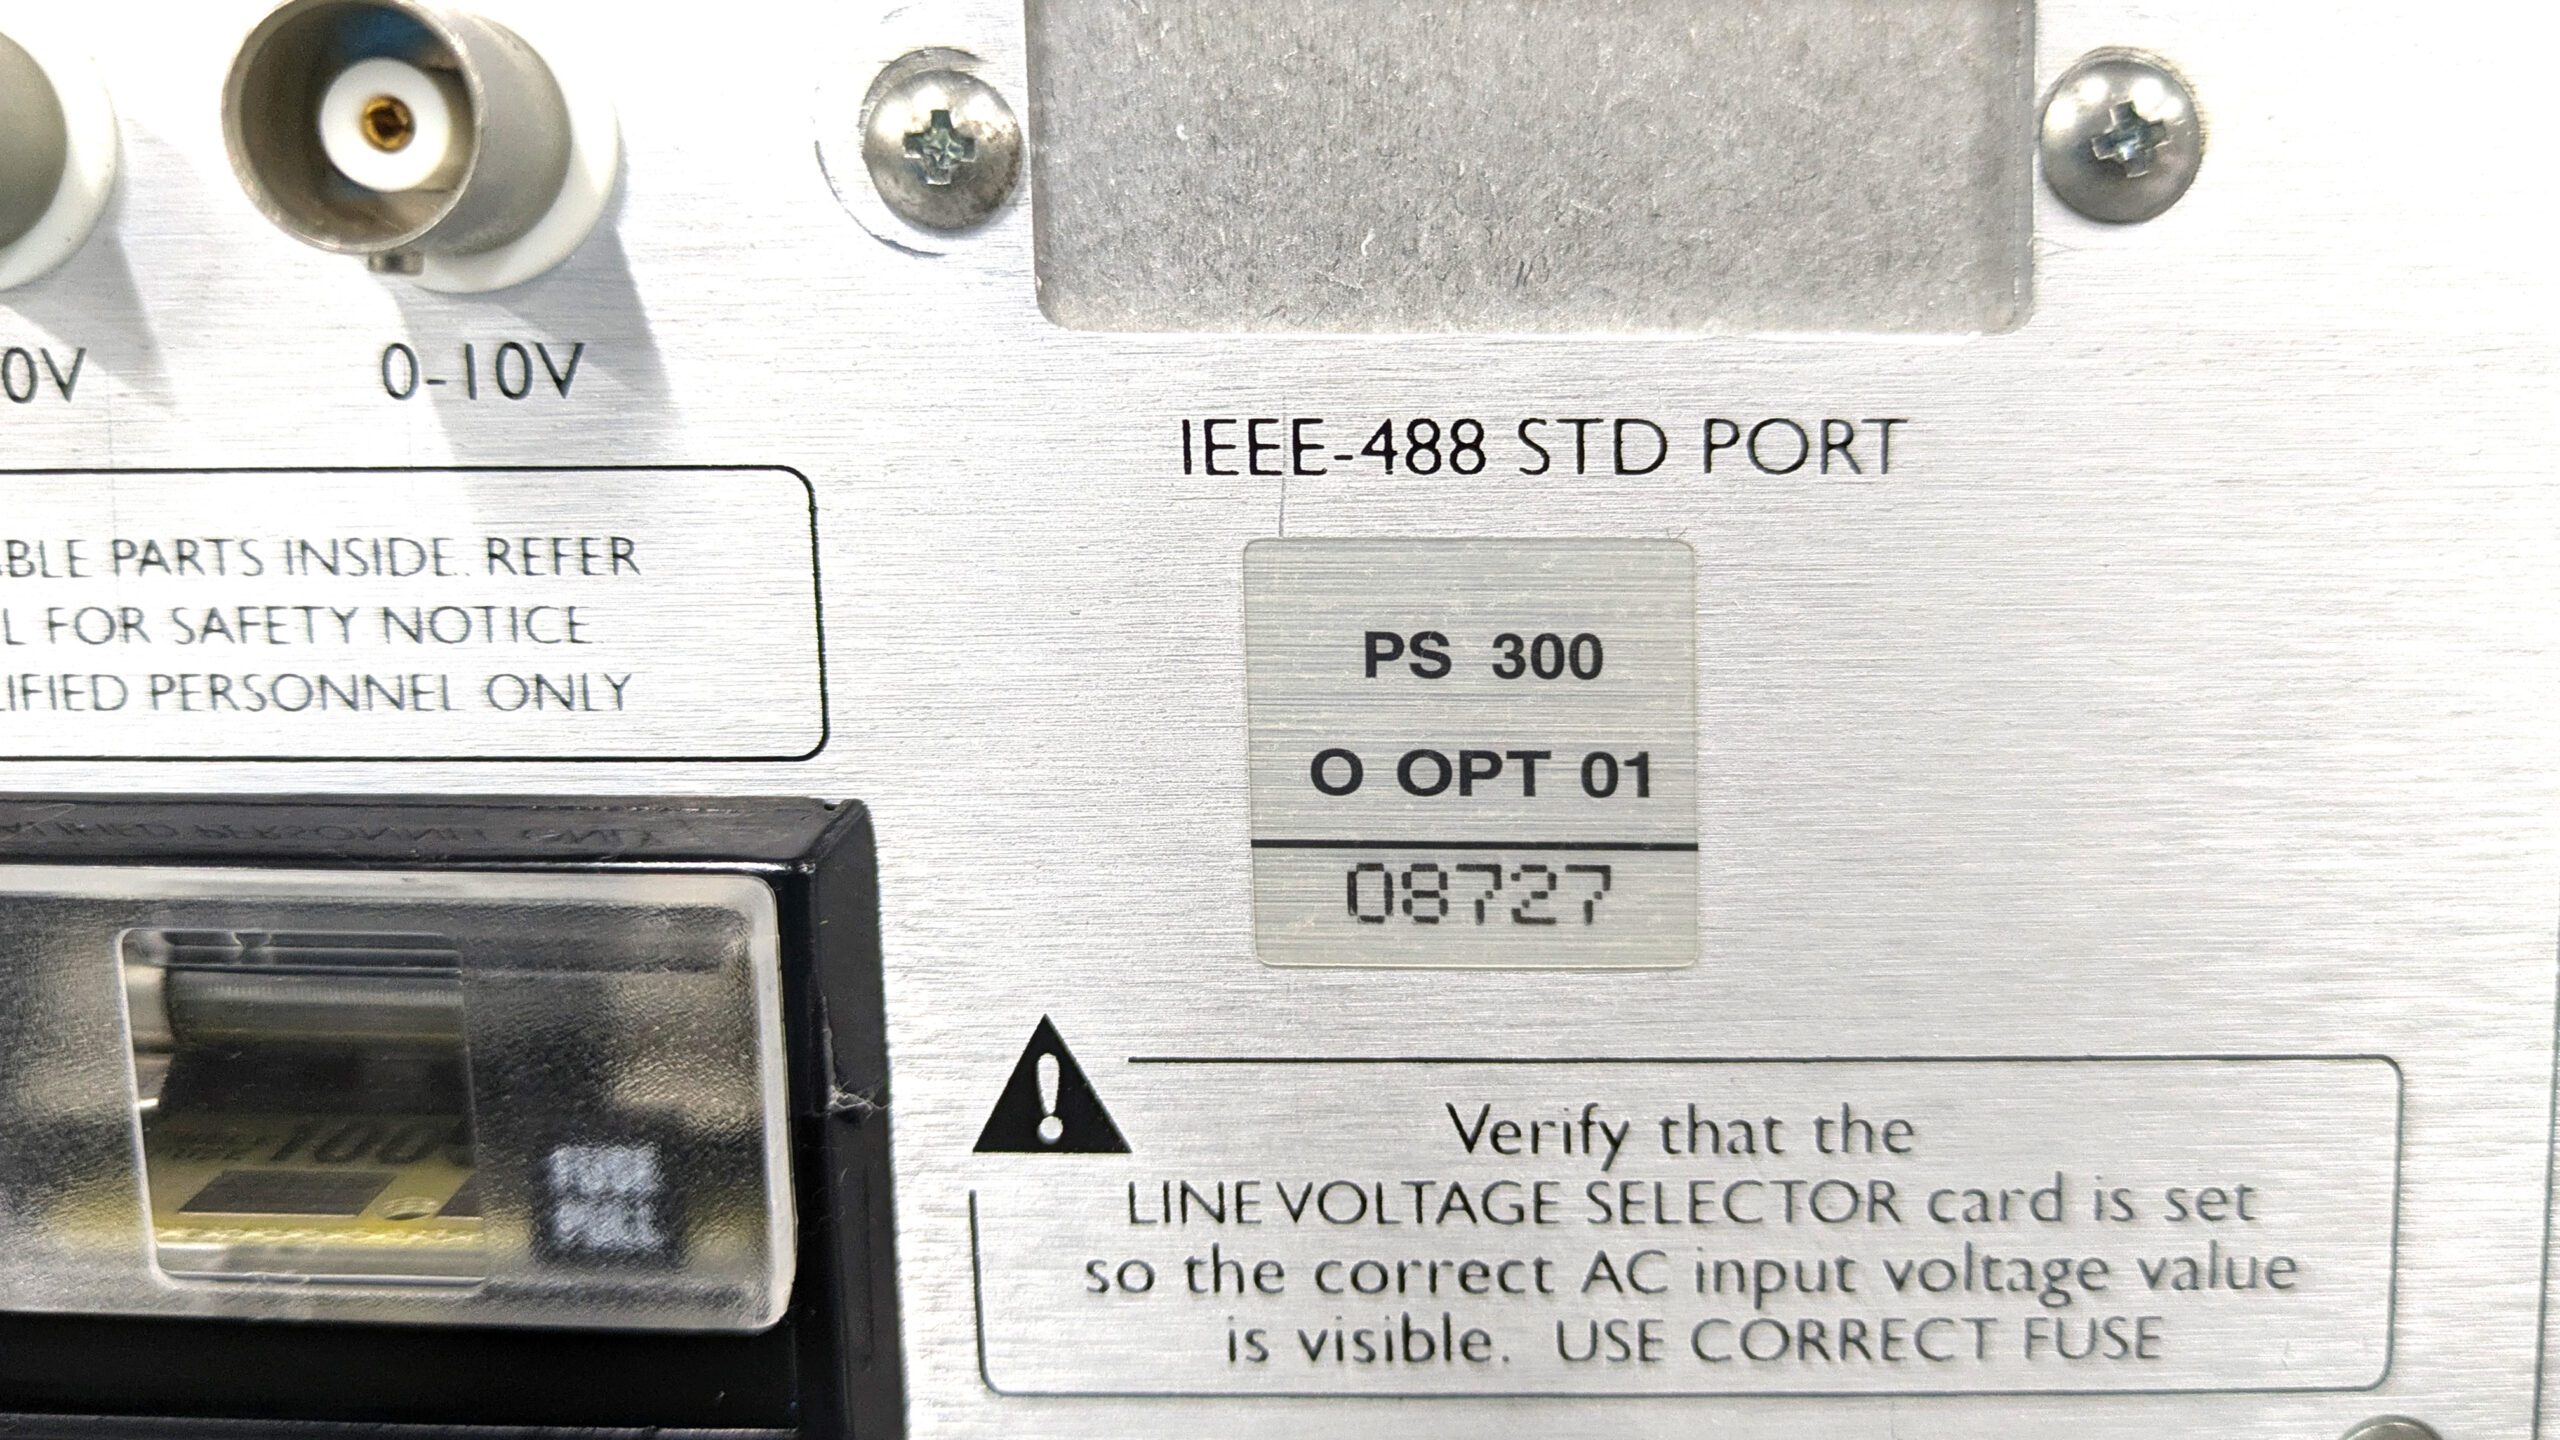 0V
0-10V
IEEE-488 STD PORT
ABLE PARTS INSIDE. REFER
L FOR SAFETY NOTICE
LIFIED PERSONNEL ONLY
PS 300
O OPT 01
08727
100
Verify that the
LINE VOLTAGE SELECTOR card is set
so the correct AC input voltage value
is visible. USE CORRECT FUSE